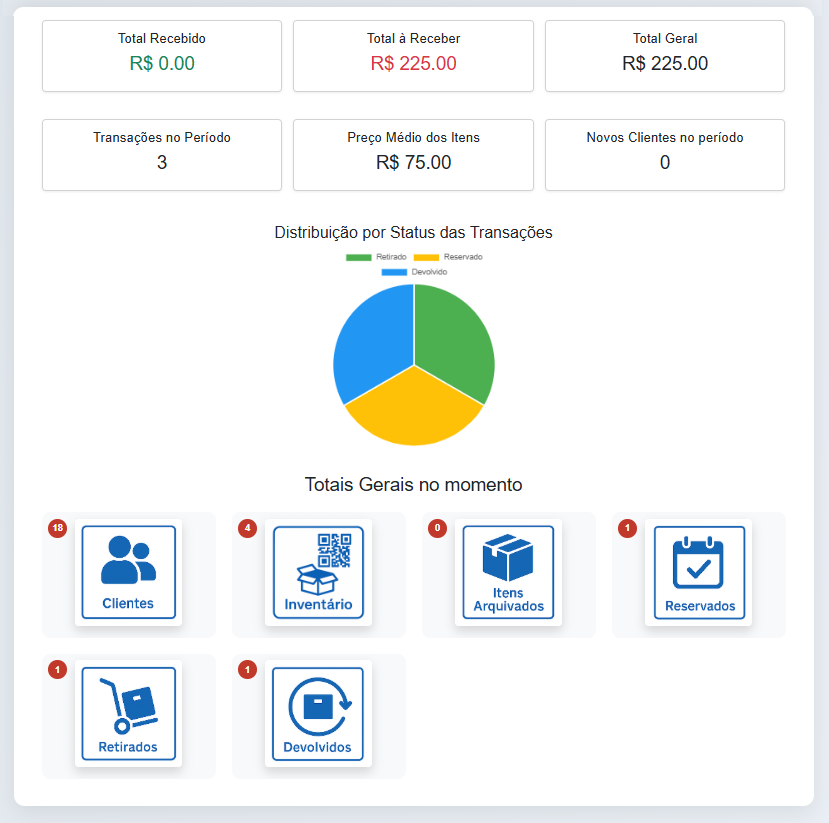 Total Recebido
R$ 0.00
Total à Receber
R$ 225.00
Total Geral
R$ 225.00
Transações no Período
3
Preço Médio dos Itens
R$ 75.00
Novos Clientes no período
0
Distribuição por Status das Transações
Retirado Reservado
Devolvido
Totais Gerais no momento
18
Clientes
4
Inventário
0
Itens
Arquivados
1
Reservados
1
Retirados
1
Devolvidos